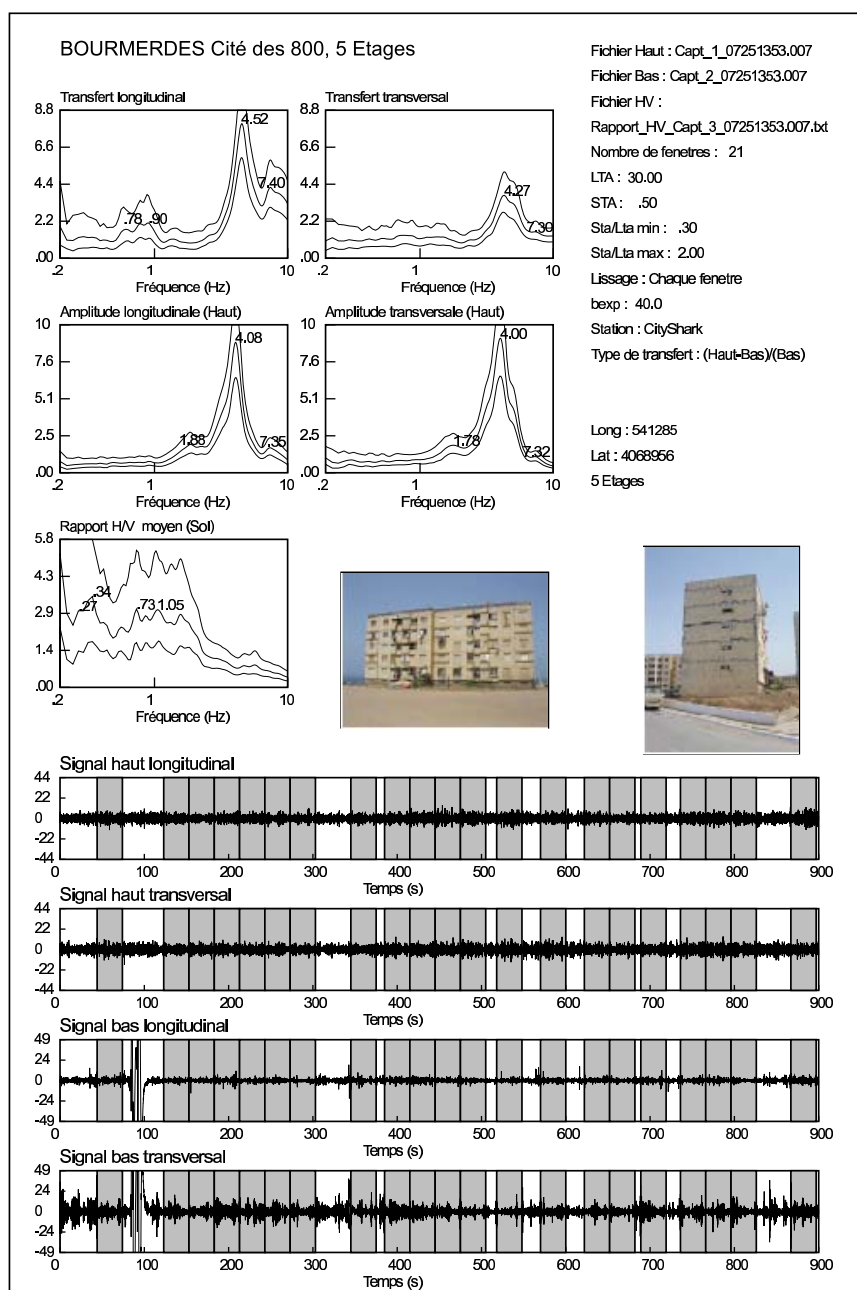 BOURMERDES Cité des 800, 5 Etages
Fichier Haut : Capt_1_07251353.007
Fichier Bas : Capt_2_07251353.007
Fichier HV :
Rapport_HV_Capt_3_07251353.007.txt
Nombre de fenetres : 21
LTA : 30.00
STA : .50
Sta/Lta min : .30
Sta/Lta max : 2.00
Lissage : Chaque fenetre
bexp : 40.0
Station : CityShark
Type de transfert : (Haut-Bas)/(Bas)
Long : 541285
Lat : 4068956
5 Etages
Transfert longitudinal
8.8
6.6
4.4
2.2
.00
4.52
7.40
.78 .90
.2 1 10
Fréquence (Hz)
Transfert transversal
4.27
7.30
.2 1 10
Fréquence (Hz)
Amplitude longitudinale (Haut)
10
7.6
5.1
2.5
.00
4.08
1.88
7.35
.2 1 10
Fréquence (Hz)
Amplitude transversale (Haut)
10
7.6
5.1
2.5
.00
4.00
1.78
7.32
.2 1 10
Fréquence (Hz)
Rapport H/V moyen (Sol)
5.8
4.3
2.9
1.4
.00
.34
.27
.73 1.05
.2 1 10
Fréquence (Hz)
Signal haut longitudinal
44
22
0
-22
-44
0 100 200 300 400 500 600 700 800 900
Temps (s)
Signal haut transversal
44
22
0
-22
-44
0 100 200 300 400 500 600 700 800 900
Temps (s)
Signal bas longitudinal
49
24
0
-24
-49
0 100 200 300 400 500 600 700 800 900
Temps (s)
Signal bas transversal
49
24
0
-24
-49
0 100 200 300 400 500 600 700 800 900
Temps (s)